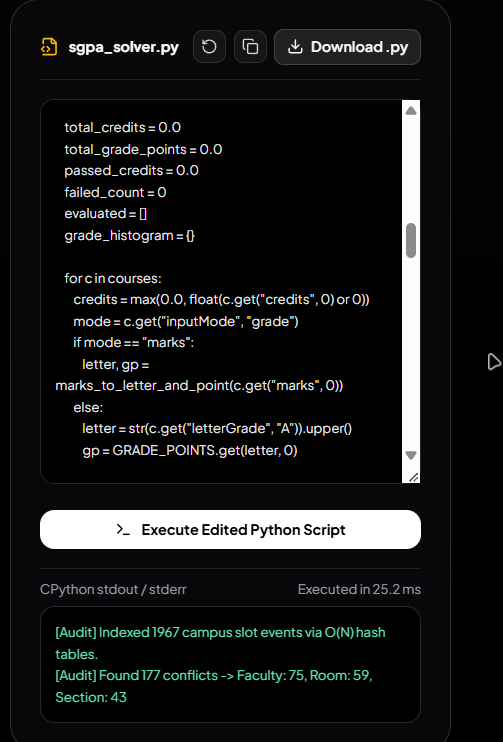 sgpa_solver.py
Download .py
total_credits = 0.0
total_grade_points = 0.0
passed_credits = 0.0
failed_count = 0
evaluated = []
grade_histogram = {}
for c in courses:
credits = max(0.0, float(c.get("credits", 0) or 0))
mode = c.get("inputMode", "grade")
if mode == "marks":
letter, gp =
marks_to_letter_and_point(c.get("marks", 0))
else:
letter = str(c.get("letterGrade", "A")).upper()
gp = GRADE_POINTS.get(letter, 0)
Execute Edited Python Script
CPython stdout / stderr
Executed in 25.2 ms
[Audit] Indexed 1967 campus slot events via O(N) hash
tables.
[Audit] Found 177 conflicts -> Faculty: 75, Room: 59,
Section: 43